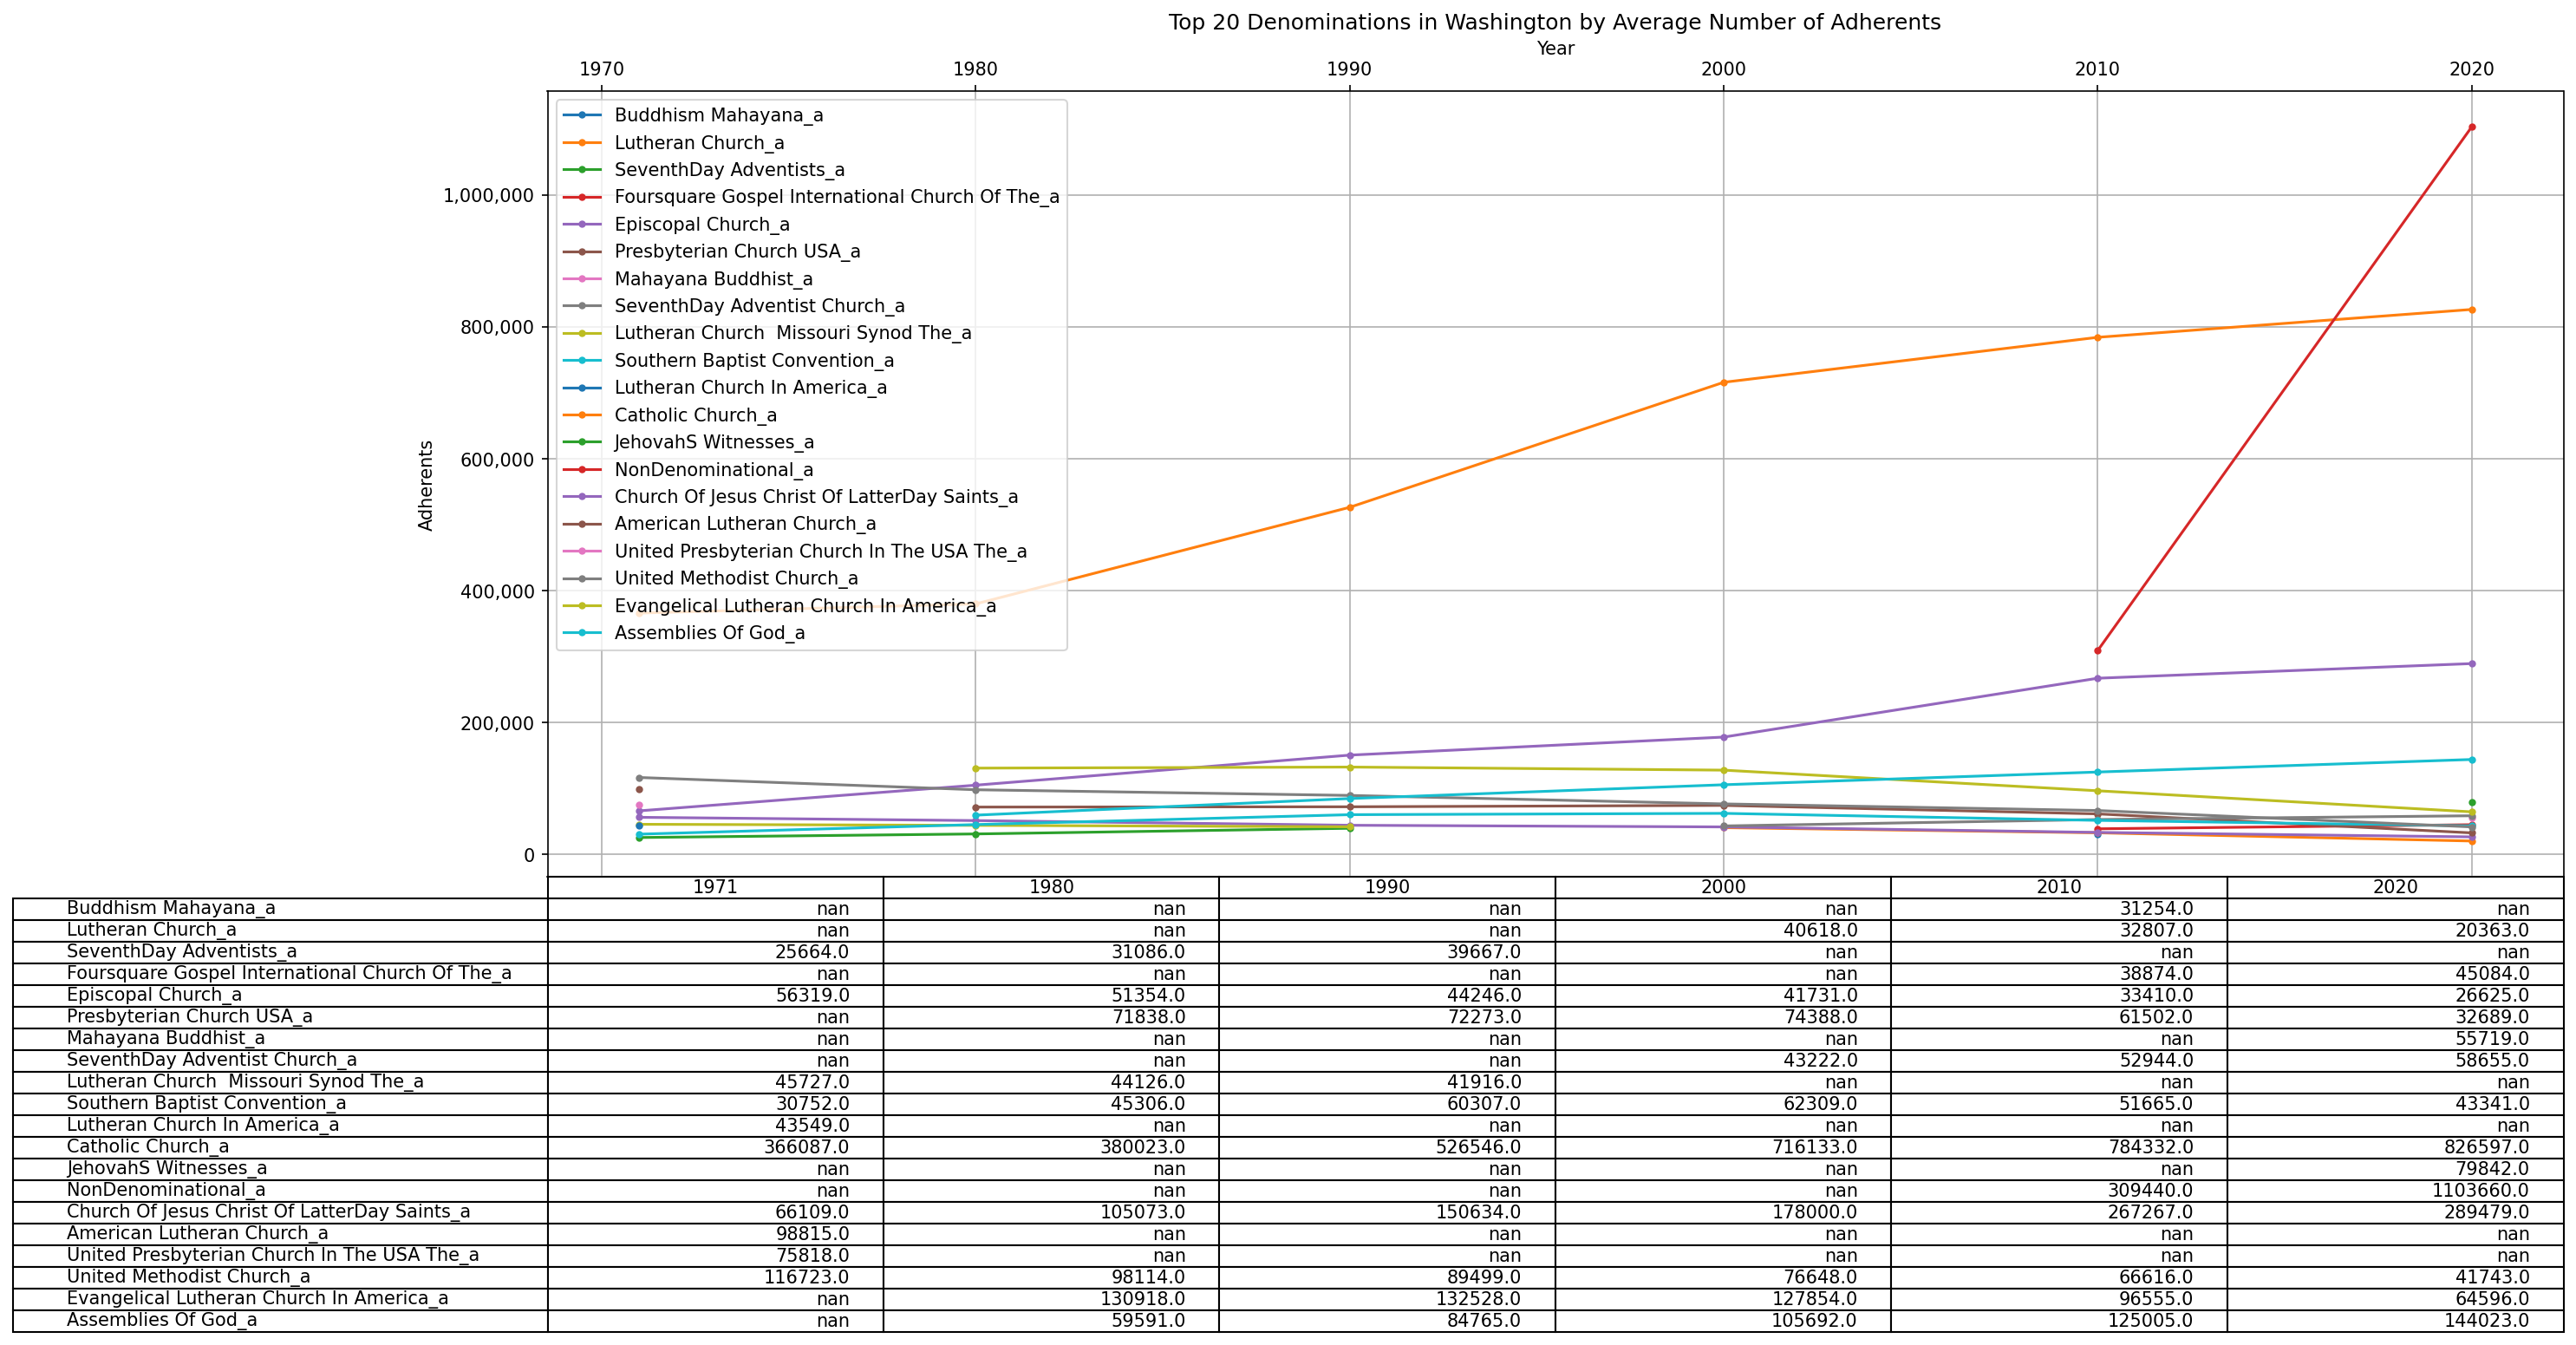 Top 20 Denominations in Washington by Average Number of Adherents
Year
1970 1980 1990 2000 2010 2020
Adherents
1,000,000
800,000
600,000
400,000
200,000
0
Buddhism Mahayana_a
Lutheran Church_a
SeventhDay Adventists_a
Foursquare Gospel International Church Of The_a
Episcopal Church_a
Presbyterian Church USA_a
Mahayana Buddhist_a
SeventhDay Adventist Church_a
Lutheran Church  Missouri Synod The_a
Southern Baptist Convention_a
Lutheran Church In America_a
Catholic Church_a
JehovahS Witnesses_a
NonDenominational_a
Church Of Jesus Christ Of LatterDay Saints_a
American Lutheran Church_a
United Presbyterian Church In The USA The_a
United Methodist Church_a
Evangelical Lutheran Church In America_a
Assemblies Of God_a
1971 1980 1990 2000 2010 2020
Buddhism Mahayana_a nan nan nan nan 31254.0 nan
Lutheran Church_a nan nan nan 40618.0 32807.0 20363.0
SeventhDay Adventists_a 25664.0 31086.0 39667.0 nan nan nan
Foursquare Gospel International Church Of The_a nan nan nan nan 38874.0 45084.0
Episcopal Church_a 56319.0 51354.0 44246.0 41731.0 33410.0 26625.0
Presbyterian Church USA_a nan 71838.0 72273.0 74388.0 61502.0 32689.0
Mahayana Buddhist_a nan nan nan nan nan 55719.0
SeventhDay Adventist Church_a nan nan nan 43222.0 52944.0 58655.0
Lutheran Church  Missouri Synod The_a 45727.0 44126.0 41916.0 nan nan nan
Southern Baptist Convention_a 30752.0 45306.0 60307.0 62309.0 51665.0 43341.0
Lutheran Church In America_a 43549.0 nan nan nan nan nan
Catholic Church_a 366087.0 380023.0 526546.0 716133.0 784332.0 826597.0
JehovahS Witnesses_a nan nan nan nan nan 79842.0
NonDenominational_a nan nan nan nan 309440.0 1103660.0
Church Of Jesus Christ Of LatterDay Saints_a 66109.0 105073.0 150634.0 178000.0 267267.0 289479.0
American Lutheran Church_a 98815.0 nan nan nan nan nan
United Presbyterian Church In The USA The_a 75818.0 nan nan nan nan nan
United Methodist Church_a 116723.0 98114.0 89499.0 76648.0 66616.0 41743.0
Evangelical Lutheran Church In America_a nan 130918.0 132528.0 127854.0 96555.0 64596.0
Assemblies Of God_a nan 59591.0 84765.0 105692.0 125005.0 144023.0